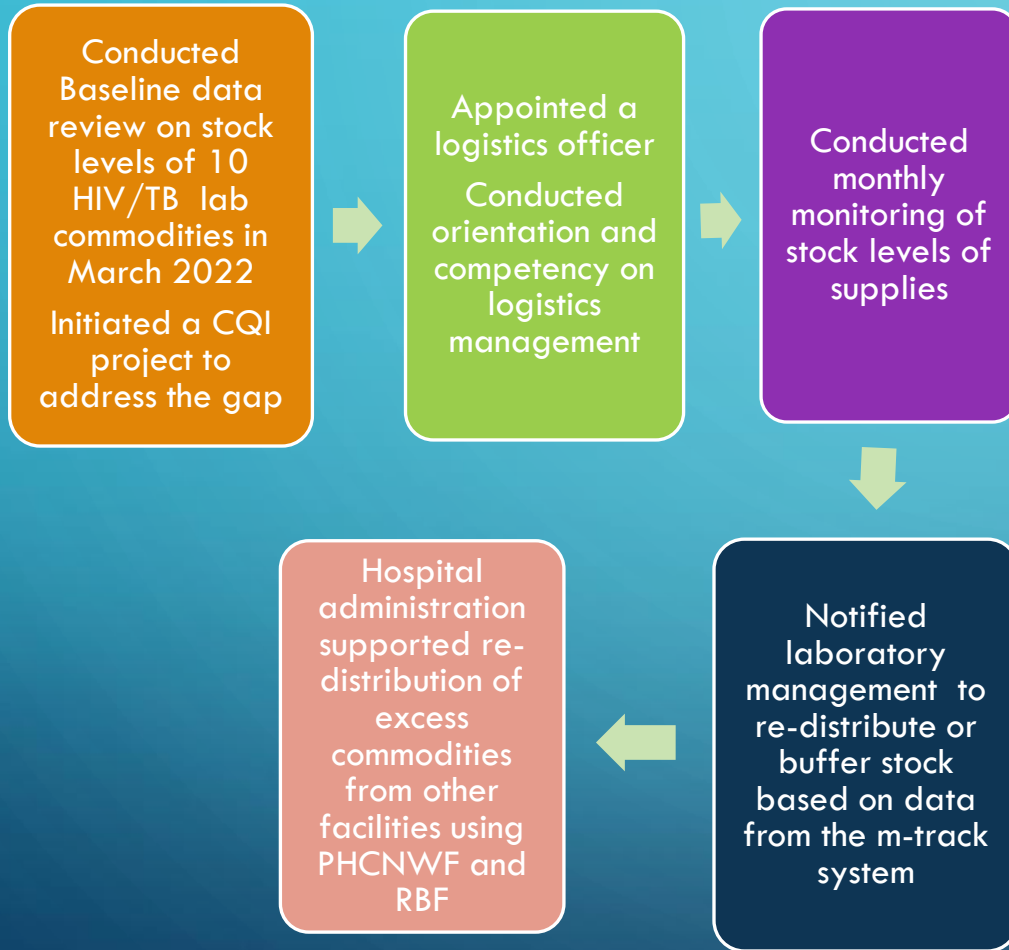 Conducted
Baseline data
review on stock
levels of 10
HIV/TB lab
commodities in
March 2022
Initiated a CQI
project to
address the gap
Appointed a
logistics officer
Conducted
orientation and
competency on
logistics
management
Conducted
monthly
monitoring of
stock levels of
supplies
Notified
laboratory
management to
re-distribute or
buffer stock
based on data
from the m-track
system
Hospital
administration
supported re-
distribution of
excess
commodities
from other
facilities using
PHCNWF and
RBF